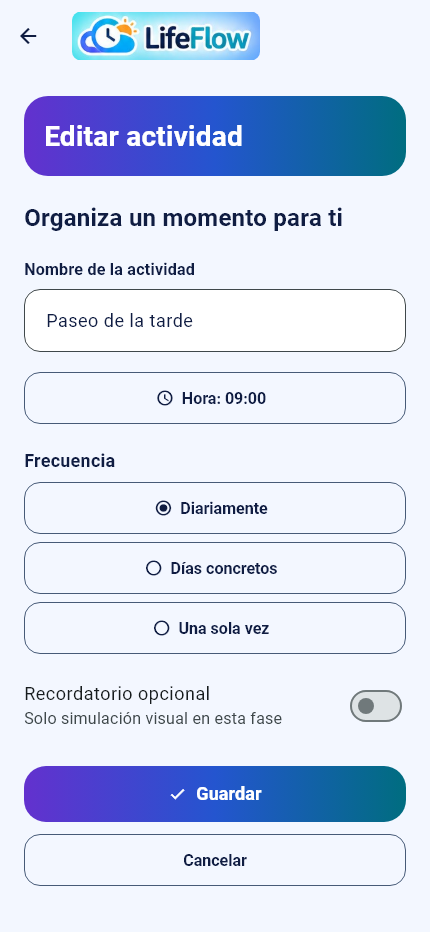 LifeFlow
Editar actividad
Organiza un momento para ti
Nombre de la actividad
Paseo de la tarde
Hora: 09:00
Frecuencia
Diariamente
Días concretos
Una sola vez
Recordatorio opcional
Solo simulación visual en esta fase
Guardar
Cancelar